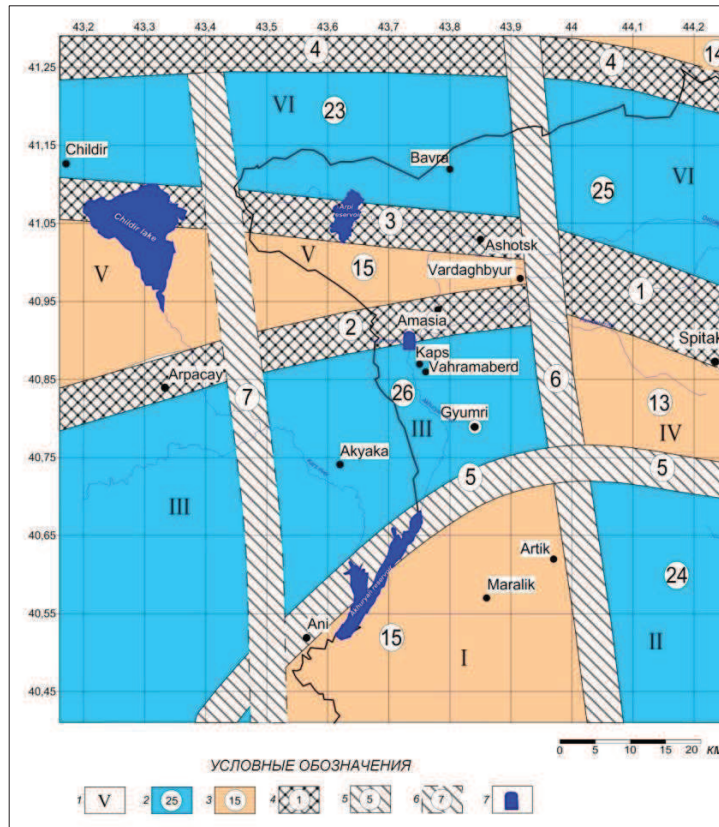 43,2 43,3 43,4 43,5 43,6 43,7 43,8 43,9 44 44,1 44,2
41,25
4
4
14
VI
23
41,15
Childir
Bavra
VI
25
41,05
Childir lake
Arpi
reservoir
3
Ashotsk
V
V
15
Vardaghbyur
1
40,95
2
Amasia
Spitak
Kaps
40,85
Arpacay
7
26
Vahramaberd
6
13
III
Gyumri
IV
40,75
Akyaka
5
5
III
40,65
Artik
24
Akhuryan reservoir
Maralik
40,55
Ani
15
I
II
40,45
0 5 10 20 КМ
УСЛОВНЫЕ ОБОЗНАЧЕНИЯ
1 V 2 25 3 15 4 1 5 5 6 7 7